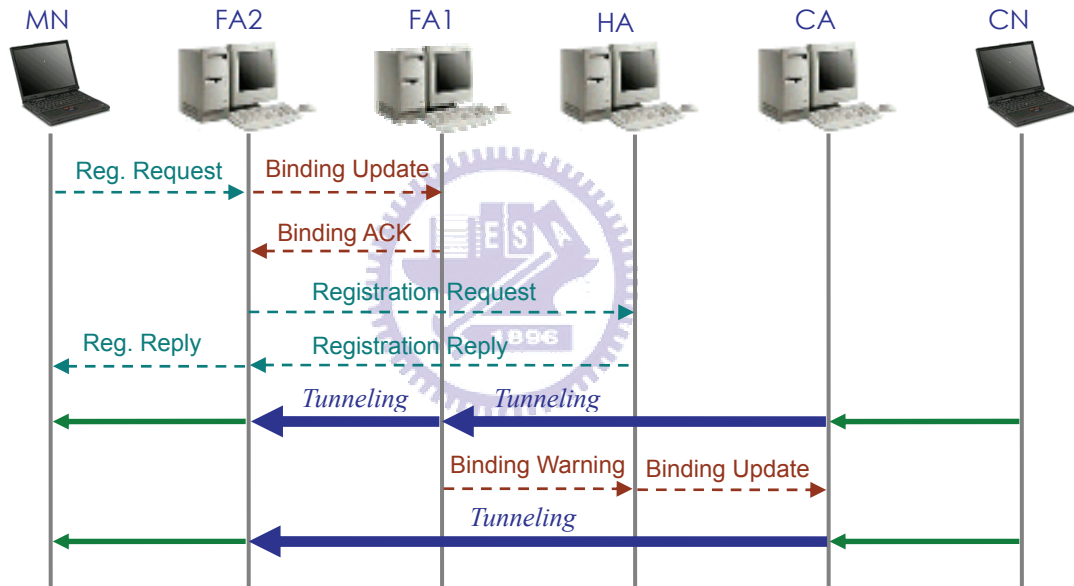 MN FA2 FA1 HA CA CN
Reg. Request Binding Update
Binding ACK
E S A
Registration Request
1896
Reg. Reply Registration Reply
Tunneling Tunneling
Binding Warning Binding Update
Tunneling